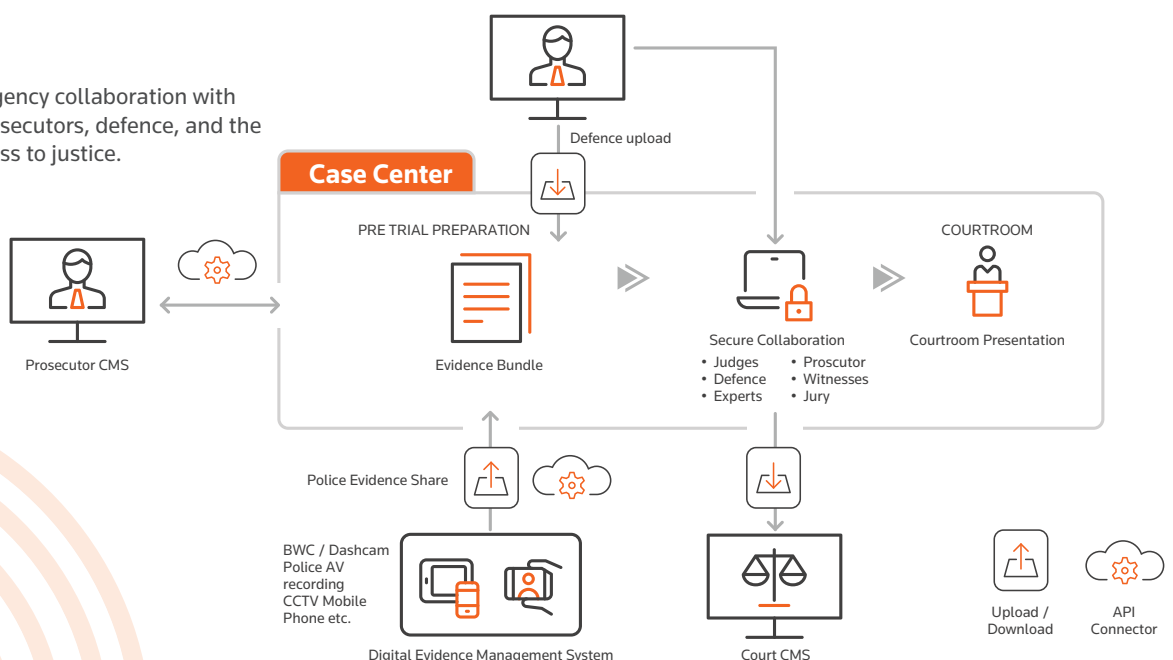 gency collaboration with
secutors, defence, and the
ss to justice.
Defence upload
Case Center
PRE TRIAL PREPARATION
COURTROOM
Prosecutor CMS
Evidence Bundle
Secure Collaboration
• Judges
• Defence
• Experts
• Proscutor
• Witnesses
• Jury
Courtroom Presentation
Police Evidence Share
BWC / Dashcam
Police AV
recording
CCTV Mobile
Phone etc.
Digital Evidence Management System
Court CMS
Upload /
Download
API
Connector